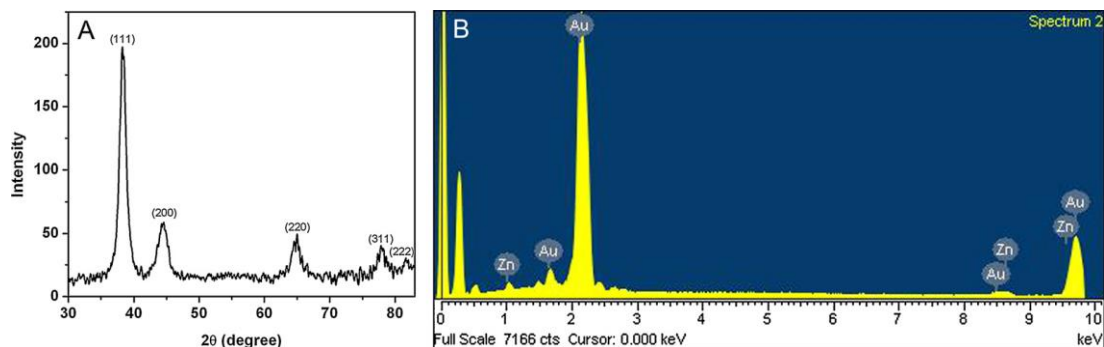 A
200
150
100
50
0
Intensity
(111)
(200)
(220)
(311)
(222)
30 40 50 60 70 80
2θ (degree)
B
Spectrum 2
Au
Zn
Au
Zn
Au
Au
Zn
0 1 2 3 4 5 6 7 8 9 10
Full Scale 7166 cts Cursor: 0.000 keV
keV